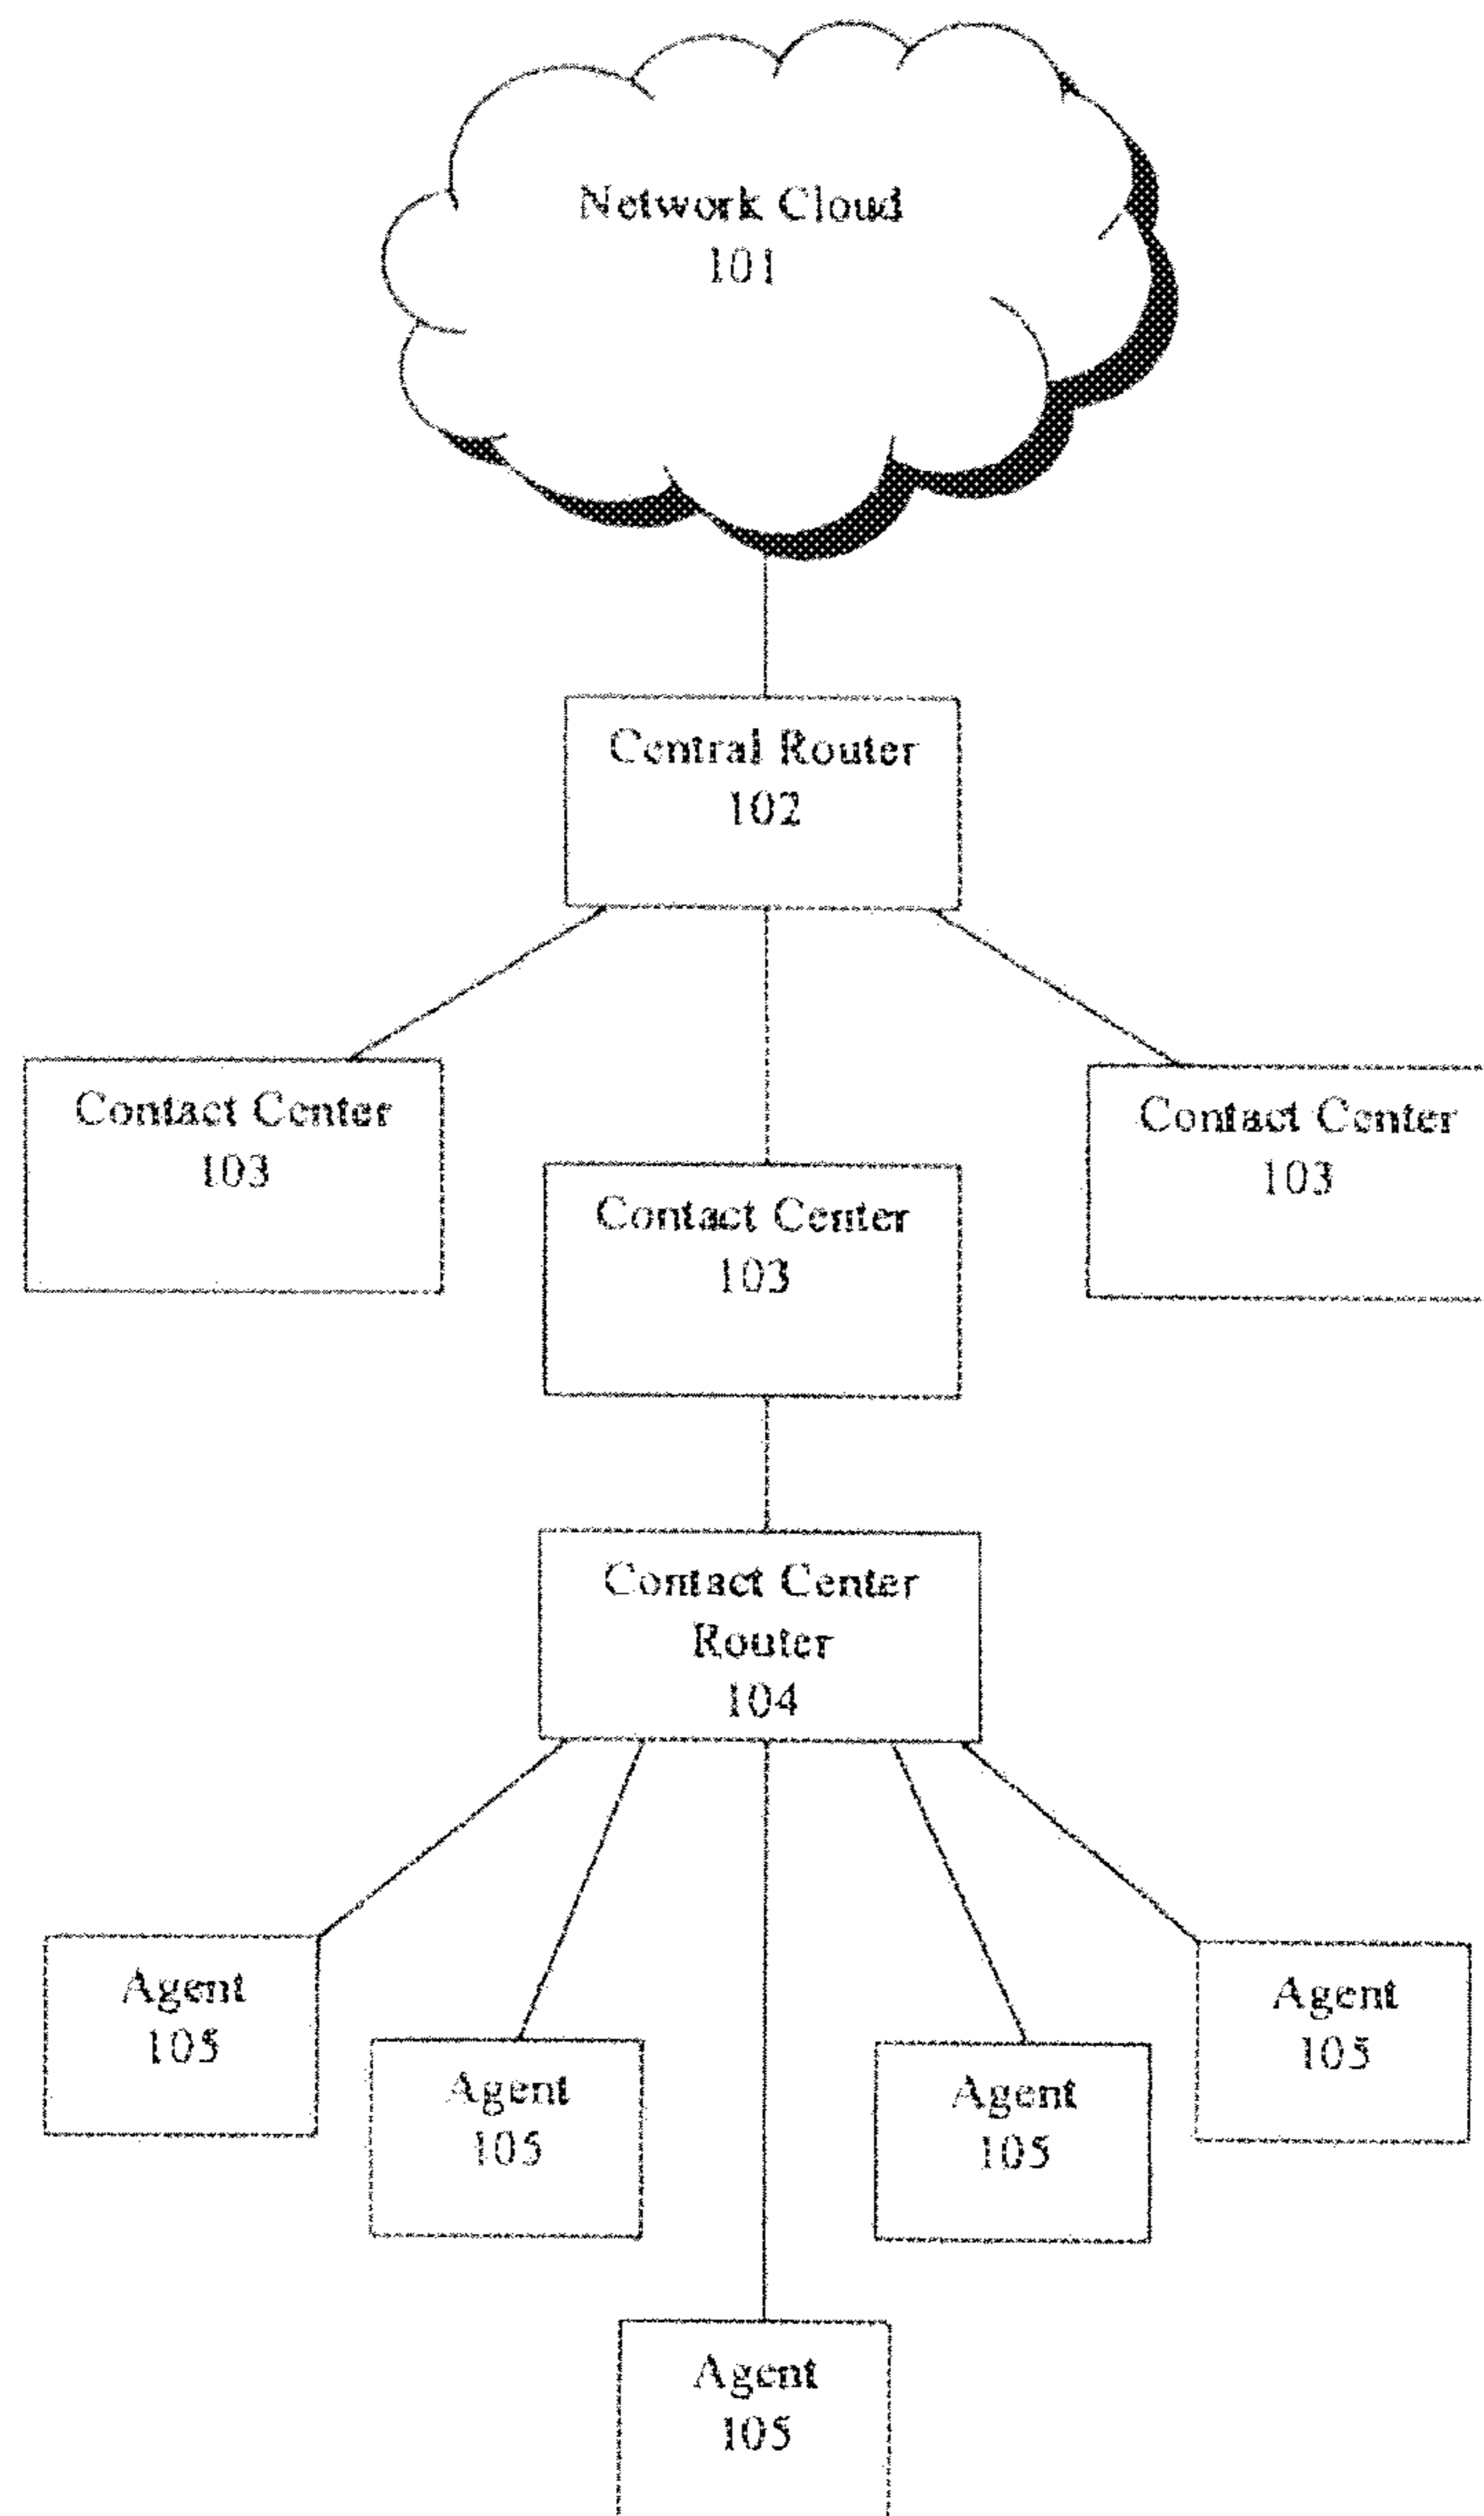 Network Cloud
101
Central Router
102
Contact Center
103
Contact Center
103
Contact Center
103
Contact Center
Router
104
Agent
105
Agent
105
Agent
105
Agent
105
Agent
105